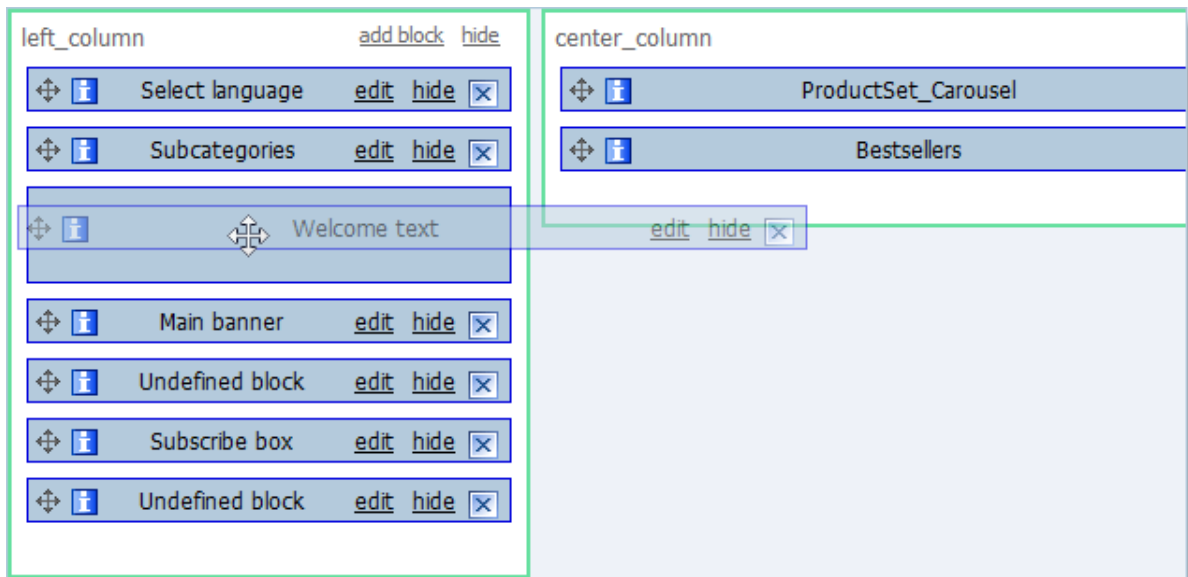 left_column add block hide
Select language edit hide
Subcategories edit hide
Welcome text edit hide
Main banner edit hide
Undefined block edit hide
Subscribe box edit hide
Undefined block edit hide
center_column
ProductSet_Carousel
Bestsellers